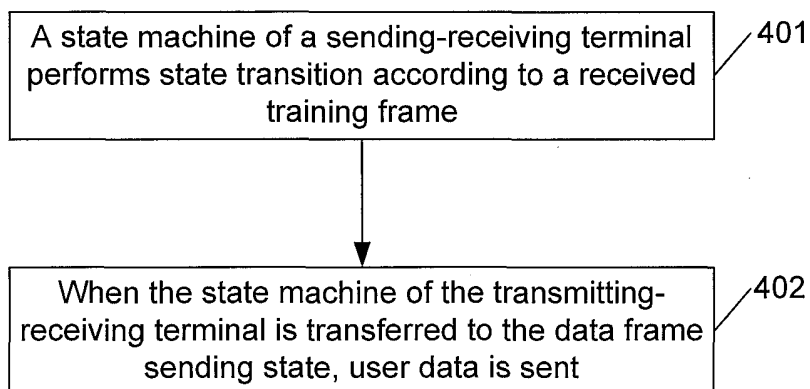 A state machine of a sending-receiving terminal
performs state transition according to a received
training frame
401
When the state machine of the transmitting-
receiving terminal is transferred to the data frame
sending state, user data is sent
402